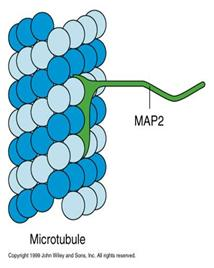 MAP2
Microtubule
Copyright 1999 John Wiley and Sons, Inc. All rights reserved.